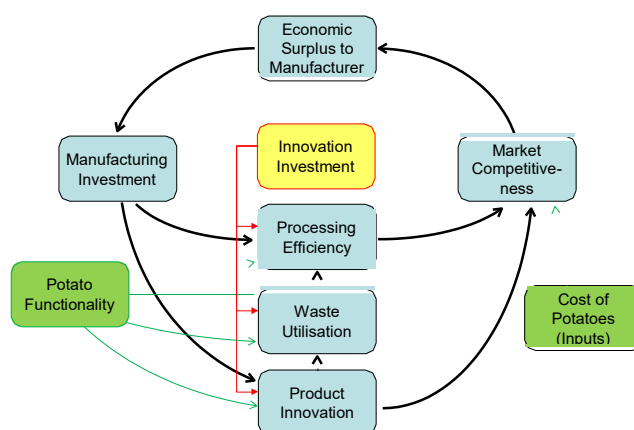 Economic
Surplus to
Manufacturer
Manufacturing
Investment
Innovation
Investment
Market
Competitive-
ness
Processing
Efficiency
Potato
Functionality
Waste
Utilisation
Cost of
Potatoes
(Inputs)
Product
Innovation